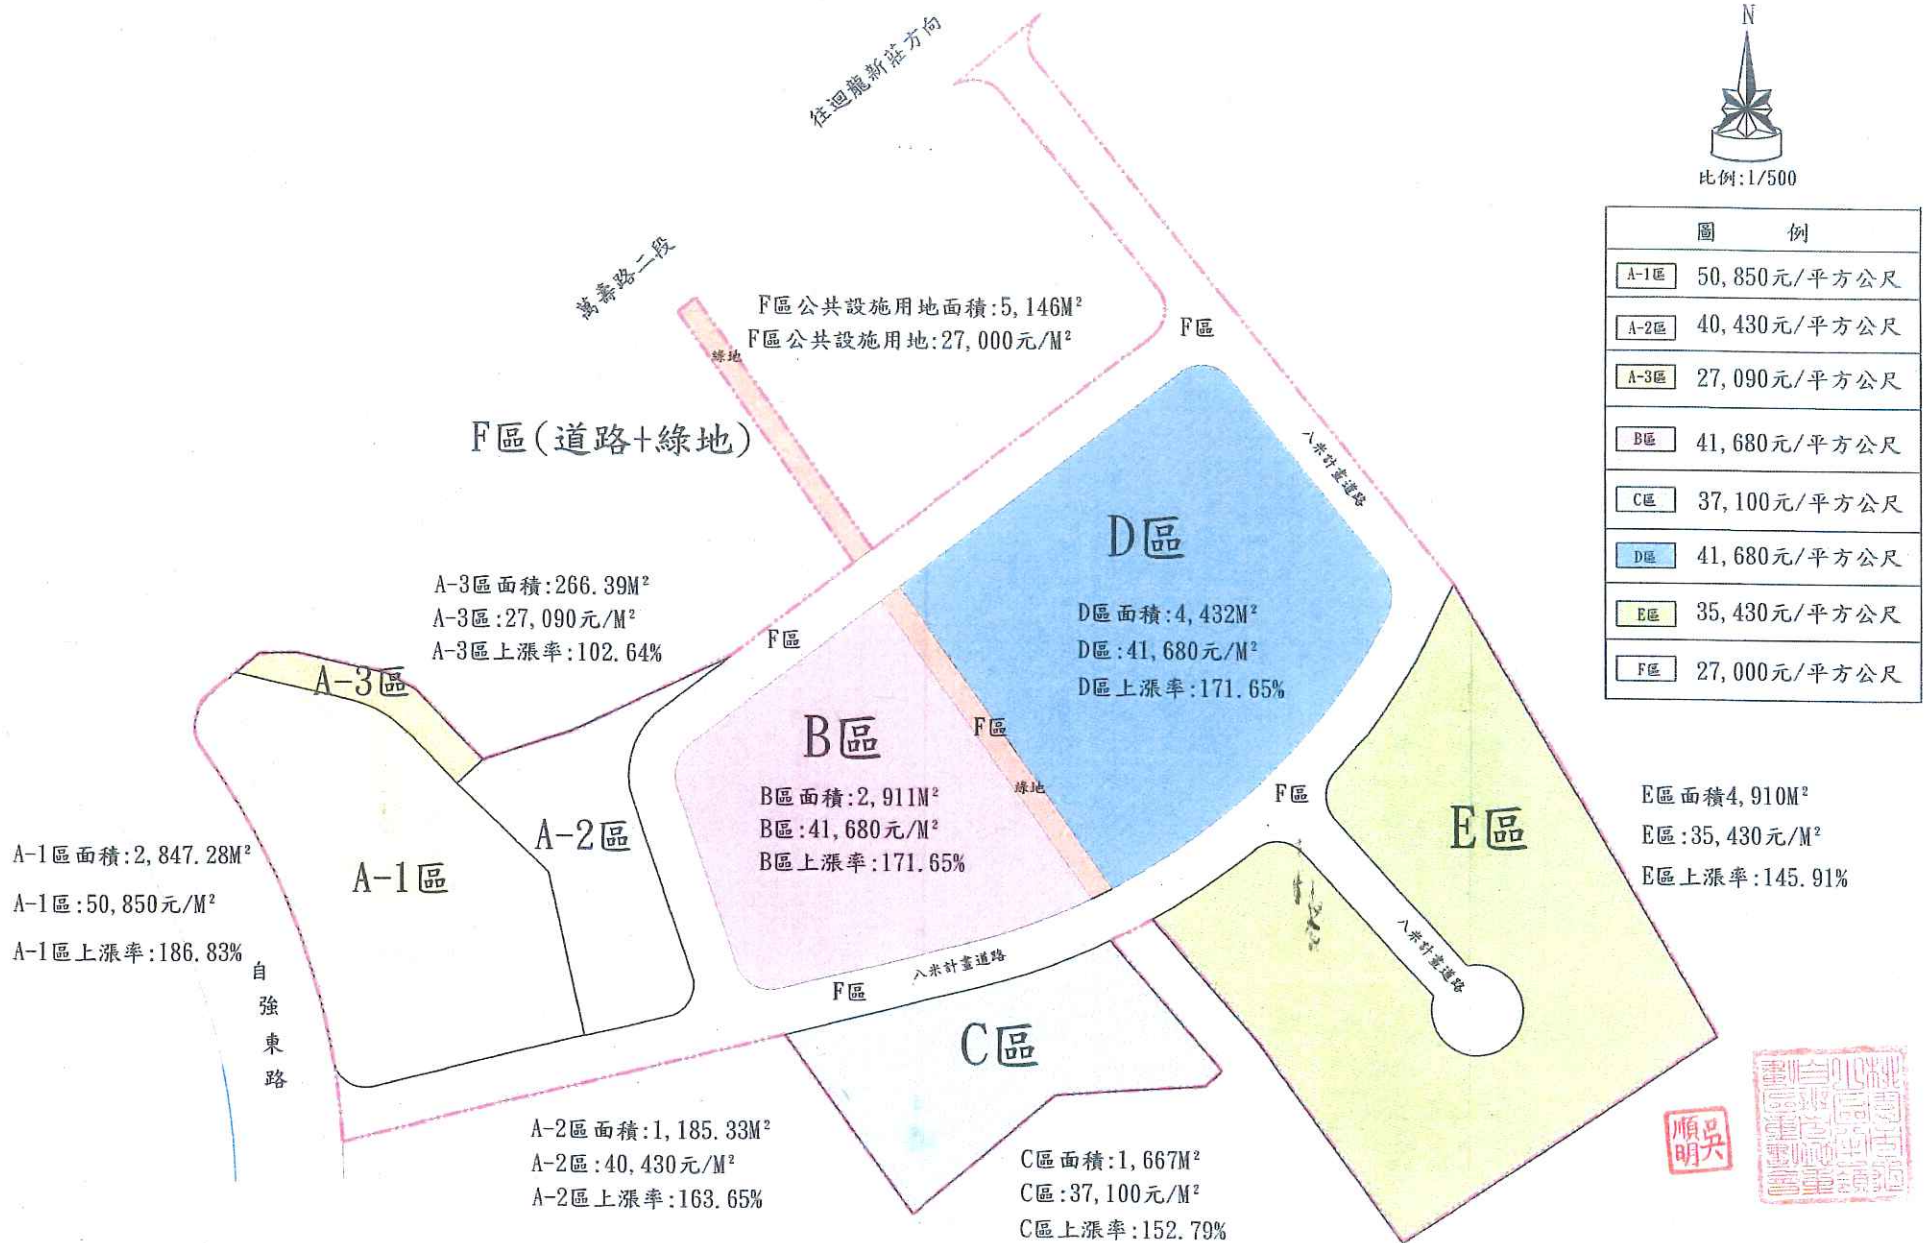 往迴龍新莊方向
N
比例:1/500
圖 例
A-1區 50,850元/平方公尺
A-2區 40,430元/平方公尺
A-3區 27,090元/平方公尺
B區 41,680元/平方公尺
C區 37,100元/平方公尺
D區 41,680元/平方公尺
E區 35,430元/平方公尺
F區 27,000元/平方公尺
萬壽路二段
F區公共設施用地面積:5,146M²
F區公共設施用地:27,000元/M²
綠地
F區
F區(道路+綠地)
八米計畫道路
D區
D區面積:4,432M²
D區:41,680元/M²
D區上漲率:171.65%
A-3區面積:266.39M²
A-3區:27,090元/M²
A-3區上漲率:102.64%
F區
A-3區
B區
B區面積:2,911M²
B區:41,680元/M²
B區上漲率:171.65%
F區
綠地
A-2區
A-1區
A-1區面積:2,847.28M²
A-1區:50,850元/M²
A-1區上漲率:186.83%
自強東路
F區
E區
E區面積4,910M²
E區:35,430元/M²
E區上漲率:145.91%
八米計畫道路
八米計畫道路
F區
C區
A-2區面積:1,185.33M²
A-2區:40,430元/M²
A-2區上漲率:163.65%
C區面積:1,667M²
C區:37,100元/M²
C區上漲率:152.79%
吳順明